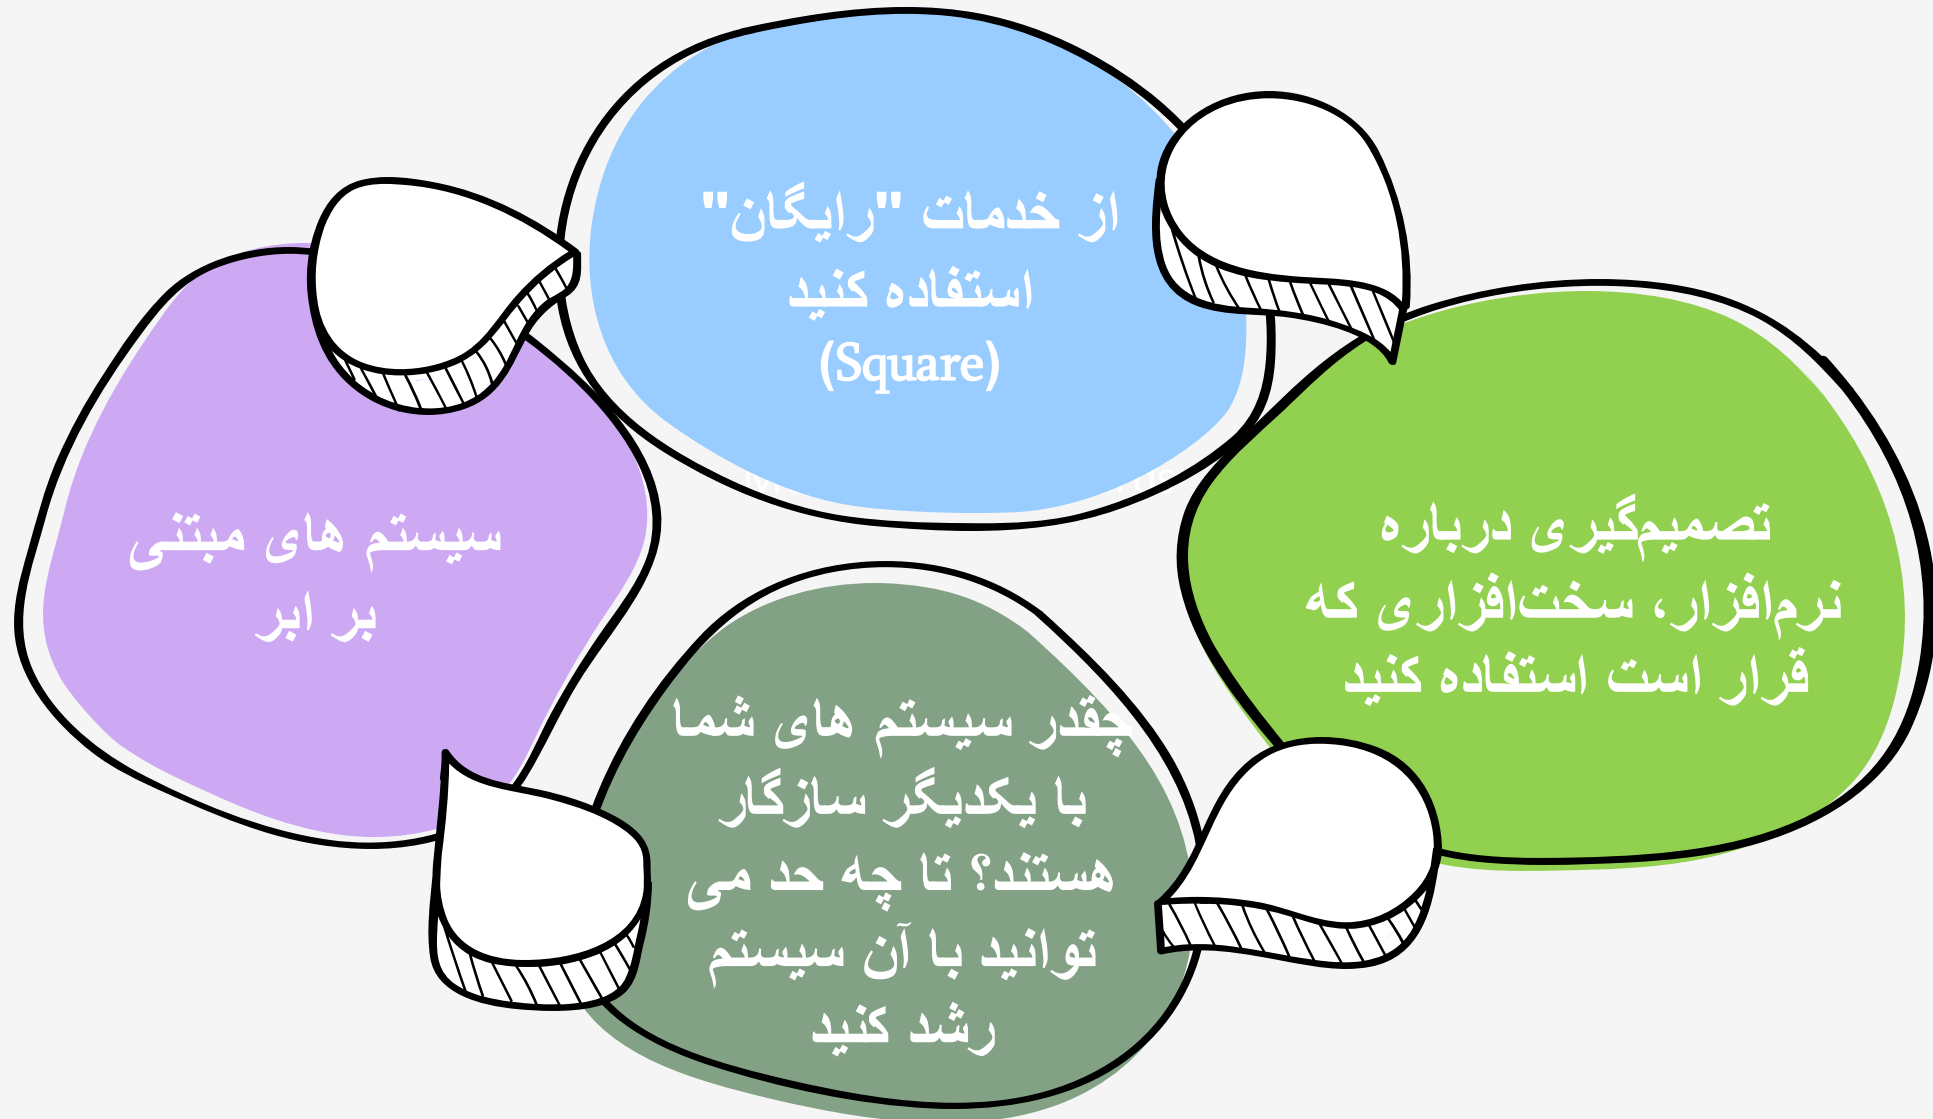 از خدمات "رایگان"
استفاده کنید
(Square)
تصمیم‌گیری درباره
نرم‌افزار، سخت‌افزاری که
قرار است استفاده کنید
چقدر سیستم های شما
با یکدیگر سازگار
هستند؟ تا چه حد می
توانید با آن سیستم
رشد کنید
سیستم های مبتنی
بر ابر